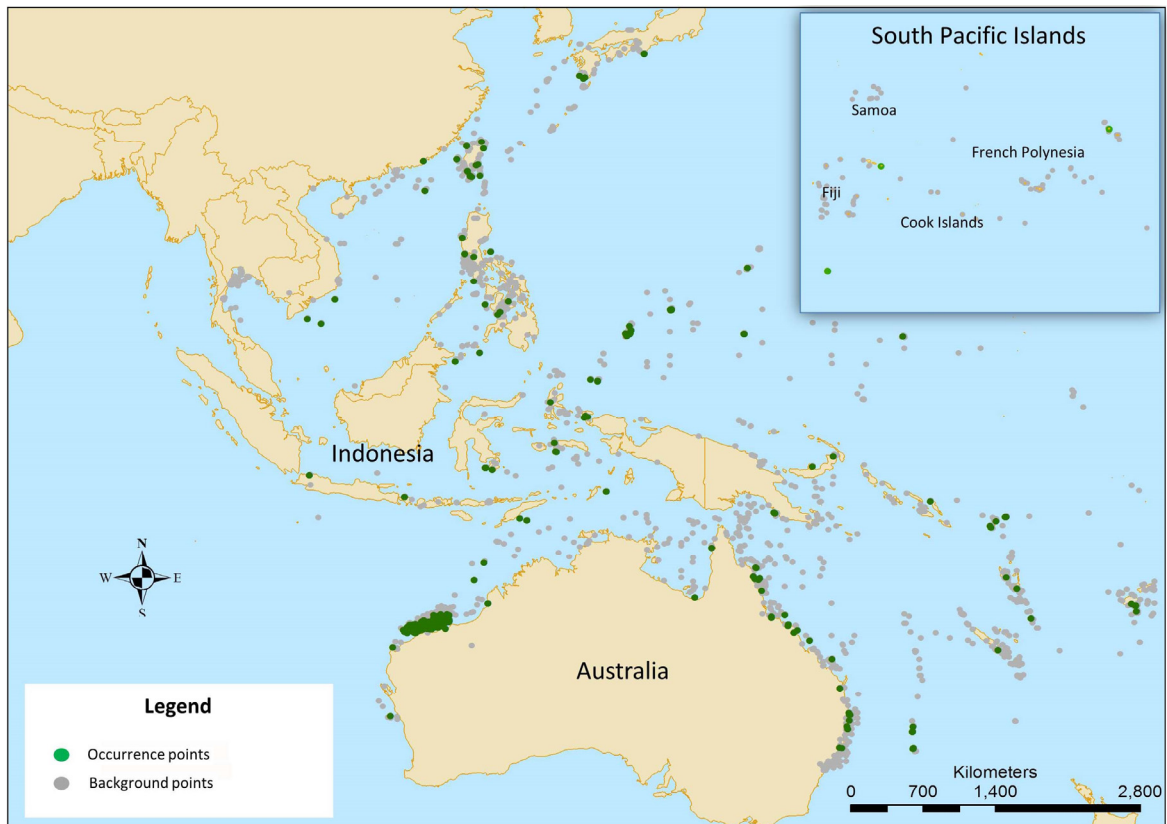 South Pacific Islands
Samoa
French Polynesia
Fiji
Cook Islands
Indonesia
N
W E
S
Australia
Legend
Occurrence points
Background points
Kilometers
0 700 1,400 2,800